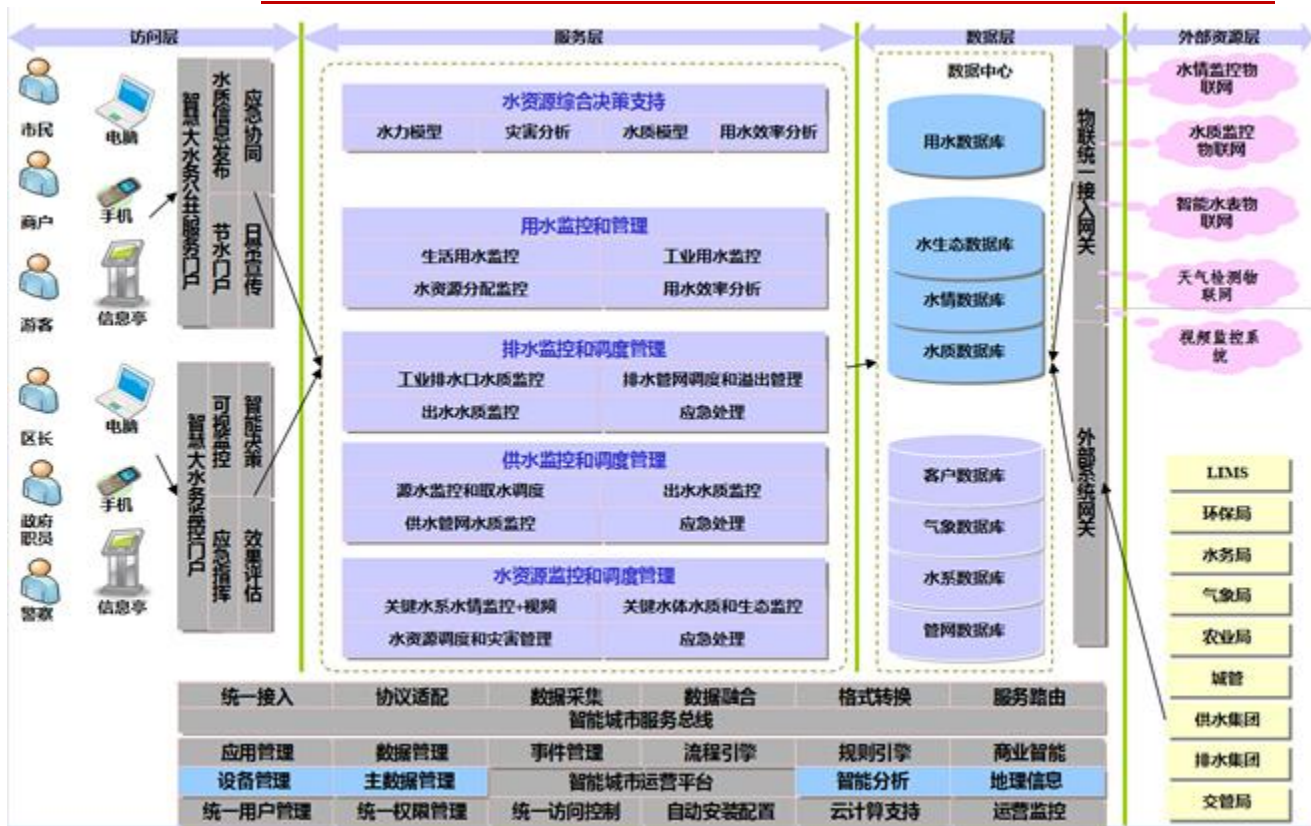 访问层
服务层
数据层
外部资源层
市民
商户
游客
电脑
手机
信息亭
智慧大水务公共服务门户
水质信息发布
应急协同
节水门户
日常宣传
区长
政府
职员
警察
电脑
手机
信息亭
智慧大水务监控门户
可视监控
智能决策
应急指挥
效果评估
水资源综合决策支持
水力模型 灾害分析 水质模型 用水效率分析
用水监控和管理
生活用水监控 工业用水监控
水资源分配监控 用水效率分析
排水监控和调度管理
工业排水口水质监控 排水管网调度和溢出管理
出水水质监控 应急处理
供水监控和调度管理
源水监控和取水调度 出水水质监控
供水管网水质监控 应急处理
水资源监控和调度管理
关键水系水情监控+视频 关键水体水质和生态监控
水资源调度和灾害管理 应急处理
数据中心
用水数据库
水生态数据库
水情数据库
水质数据库
客户数据库
气象数据库
水系数据库
管网数据库
物联统一接入网关
外部系统网关
水情监控物
联网
水质监控
物联网
智能水表物
联网
天气检测物
联网
视频监控系
统
LIMS
环保局
水务局
气象局
农业局
城管
供水集团
排水集团
交管局
统一接入 协议适配 数据采集 数据融合 格式转换 服务路由
智能城市服务总线
应用管理 数据管理 事件管理 流程引擎 规则引擎 商业智能
设备管理 主数据管理 智能城市运营平台 智能分析 地理信息
统一用户管理 统一权限管理 统一访问控制 自动安装配置 云计算支持 运营监控